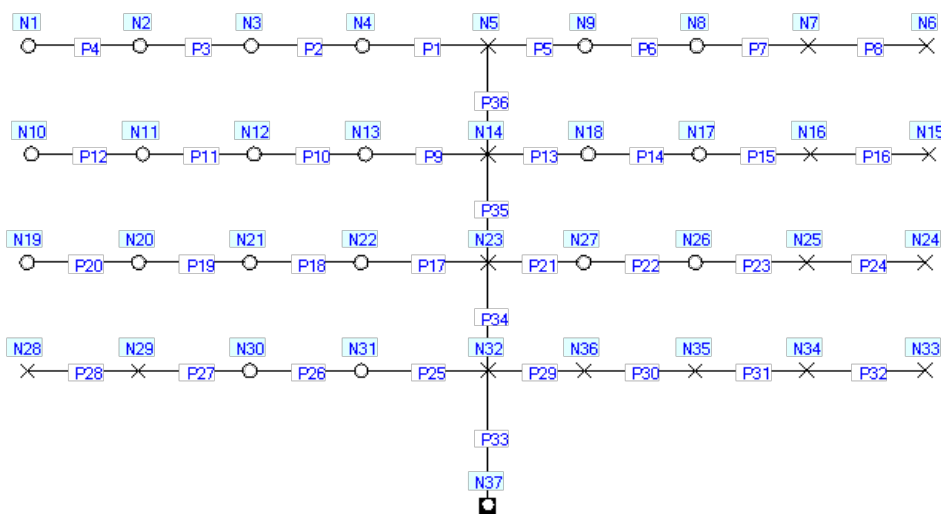 N1 N2 N3 N4 N5 N9 N8 N7 N6
P4 P3 P2 P1 P5 P6 P7 P8
P36
N10 N11 N12 N13 N14 N18 N17 N16 N15
P12 P11 P10 P9 P13 P14 P15 P16
P35
N19 N20 N21 N22 N23 N27 N26 N25 N24
P20 P19 P18 P17 P21 P22 P23 P24
P34
N28 N29 N30 N31 N32 N36 N35 N34 N33
P28 P27 P26 P25 P29 P30 P31 P32
P33
N37